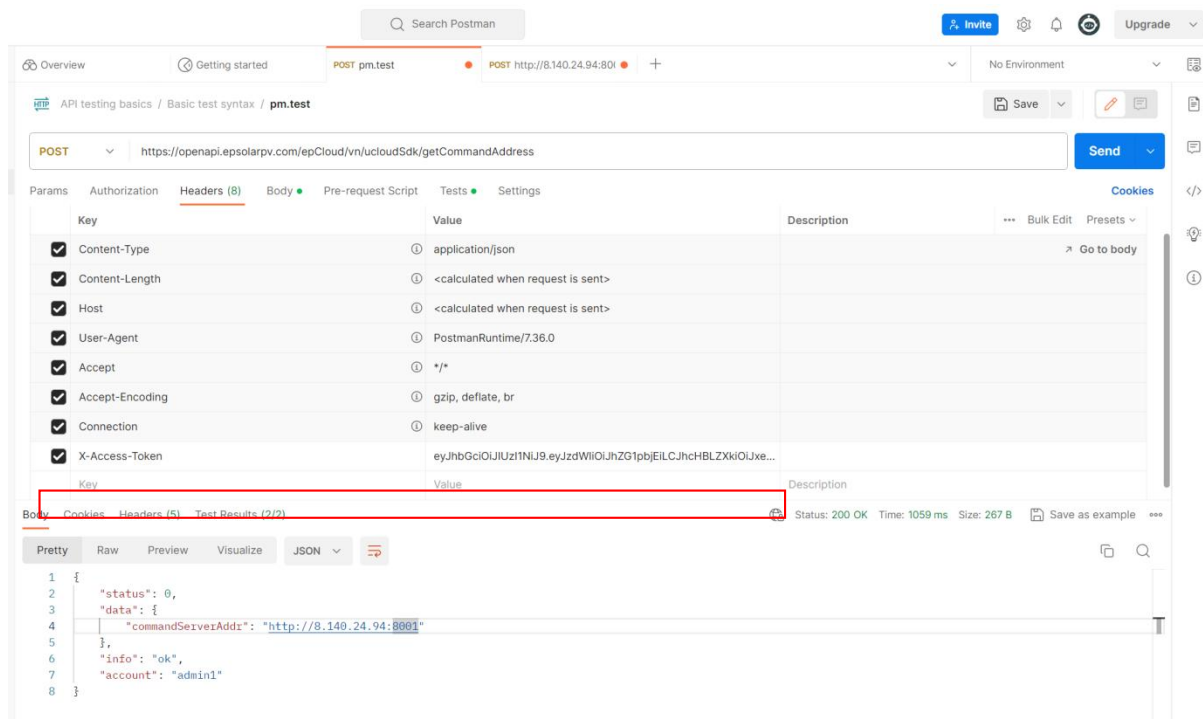 Search Postman
Invite
Upgrade
Overview
Getting started
POST pm.test
POST http://8.140.24.94:80(
No Environment
HTTP API testing basics / Basic test syntax / pm.test
Save
POST https://openapi.epsolarpv.com/epCloud/vn/ucloudSdk/getCommandAddress
Send
Params Authorization Headers (8) Body Pre-request Script Tests Settings Cookies
Key Value Description ••• Bulk Edit Presets
Content-Type application/json Go to body
Content-Length <calculated when request is sent>
Host <calculated when request is sent>
User-Agent PostmanRuntime/7.36.0
Accept */*
Accept-Encoding gzip, deflate, br
Connection keep-alive
X-Access-Token eyJhbGciOiJIUzI1NiJ9.eyJzdWIiOiJhZG1pbjEiLCJhcHBLZXkiOiJxe...
Key Value Description
Body Cookies Headers (5) Test Results (2/2) Status: 200 OK Time: 1059 ms Size: 267 B Save as example
Pretty Raw Preview Visualize JSON
1 {
2 "status": 0,
3 "data": {
4 "commandServerAddr": "http://8.140.24.94:8001"
5 },
6 "info": "ok",
7 "account": "admin1"
8 }